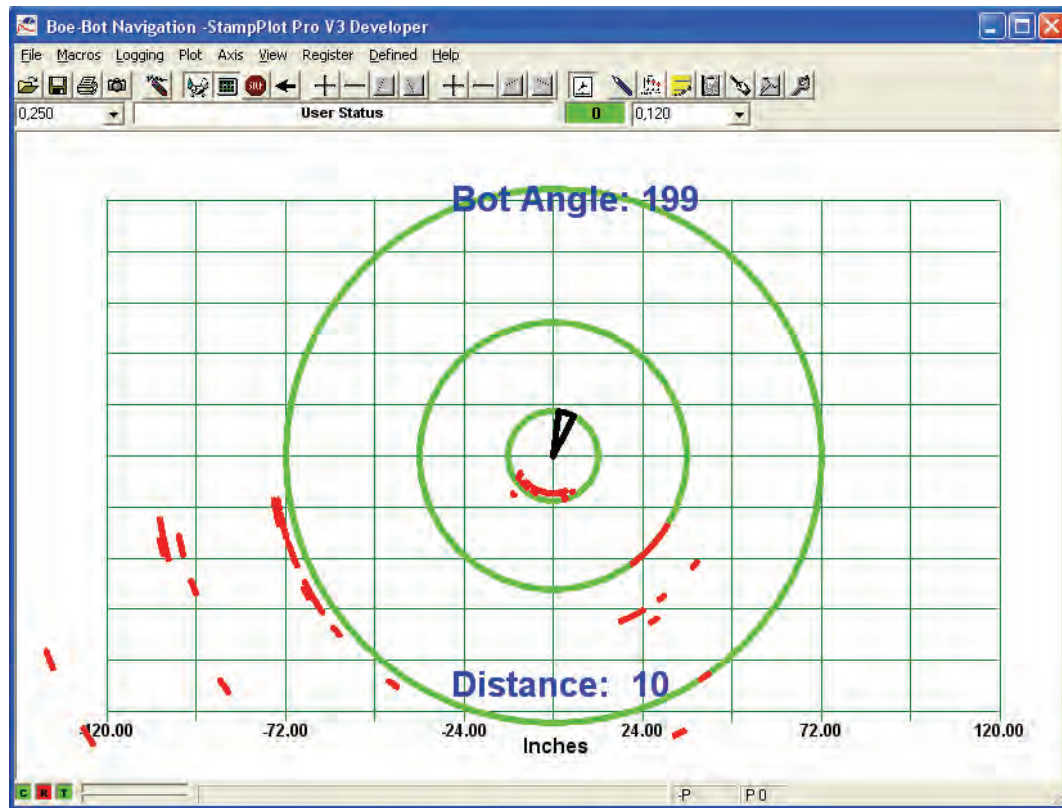 Boe-Bot Navigation -StampPlot Pro V3 Developer
File Macros Logging Plot Axis View Register Defined Help
0,250 User Status 0 0,120
Bot Angle: 199
Distance: 10
-120.00 -72.00 -24.00 24.00 72.00 120.00
Inches
C R T -P P 0